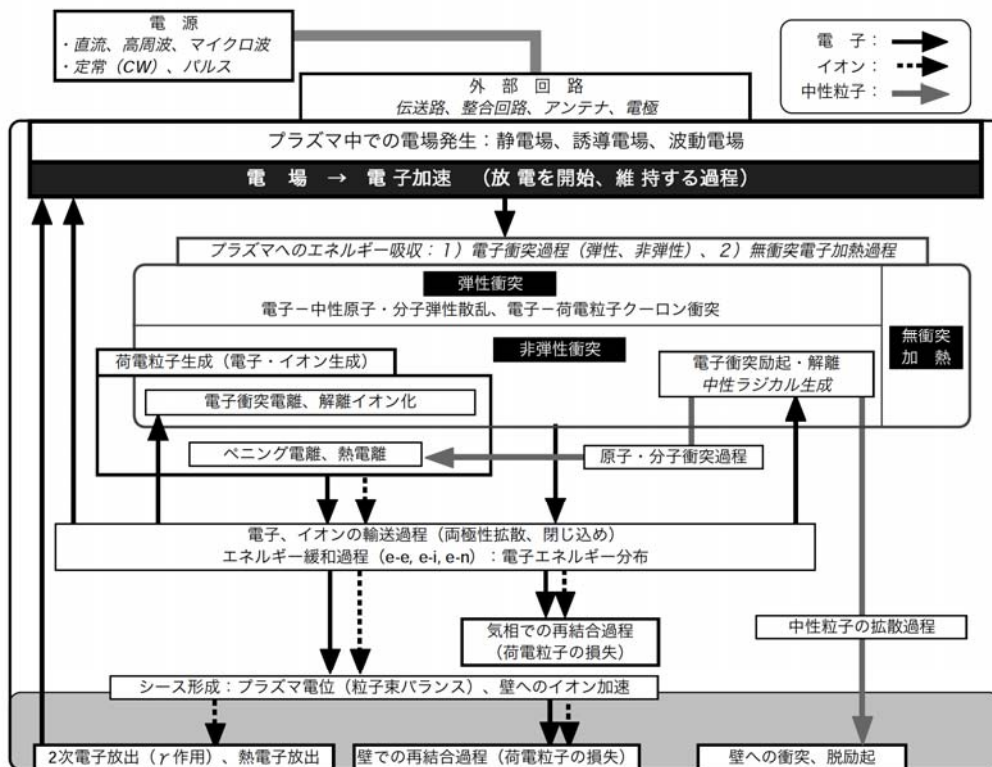 電 源
・直流、高周波、マイクロ波
・定常（CW）、パルス
電 子：
イオン：
中性粒子：
外 部 回 路
伝送路、整合回路、アンテナ、電極
プラズマ中での電場発生：静電場、誘導電場、波動電場
電 場 → 電 子加速 （放 電を開始、維 持する過程）
プラズマへのエネルギー吸収：１）電子衝突過程（弾性、非弾性）、２）無衝突電子加熱過程
弾性衝突
電子－中性原子・分子弾性散乱、電子－荷電粒子クーロン衝突
無衝突
加 熱
非弾性衝突
荷電粒子生成（電子・イオン生成）
電子衝突励起・解離
中性ラジカル生成
電子衝突電離、解離イオン化
ペニング電離、熱電離
原子・分子衝突過程
電子、イオンの輸送過程（両極性拡散、閉じ込め）
エネルギー緩和過程（e-e, e-i, e-n）：電子エネルギー分布
気相での再結合過程
（荷電粒子の損失）
中性粒子の拡散過程
シース形成：プラズマ電位（粒子束バランス）、壁へのイオン加速
2次電子放出（γ 作用）、熱電子放出
壁での再結合過程（荷電粒子の損失）
壁への衝突、脱励起